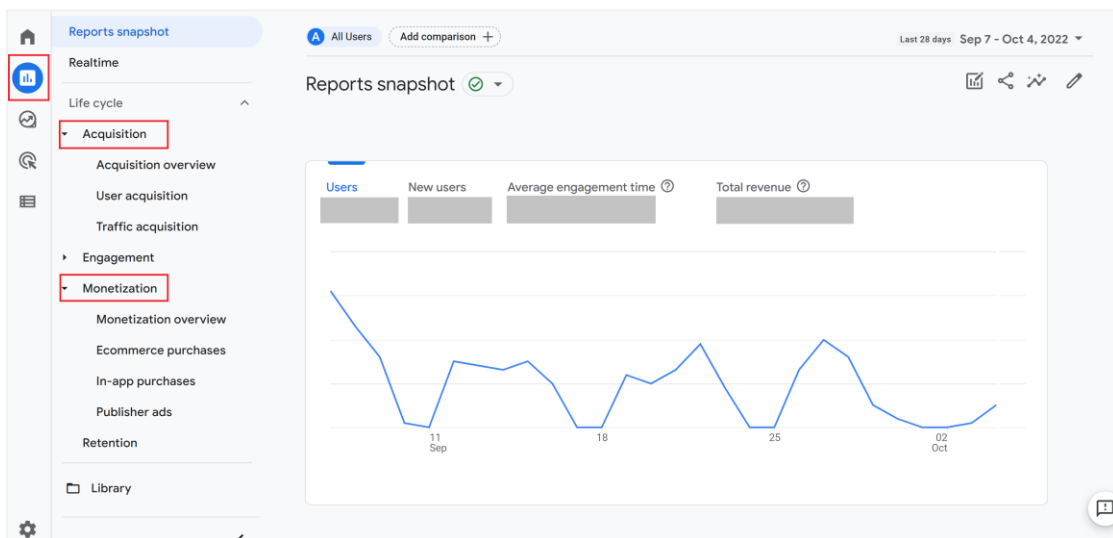 Reports snapshot
Realtime
Life cycle
Acquisition
Acquisition overview
User acquisition
Traffic acquisition
Engagement
Monetization
Monetization overview
Ecommerce purchases
In-app purchases
Publisher ads
Retention
Library
A All Users Add comparison +
Last 28 days Sep 7 - Oct 4, 2022
Reports snapshot
Users New users Average engagement time Total revenue
11 18 25 02
Sep Oct